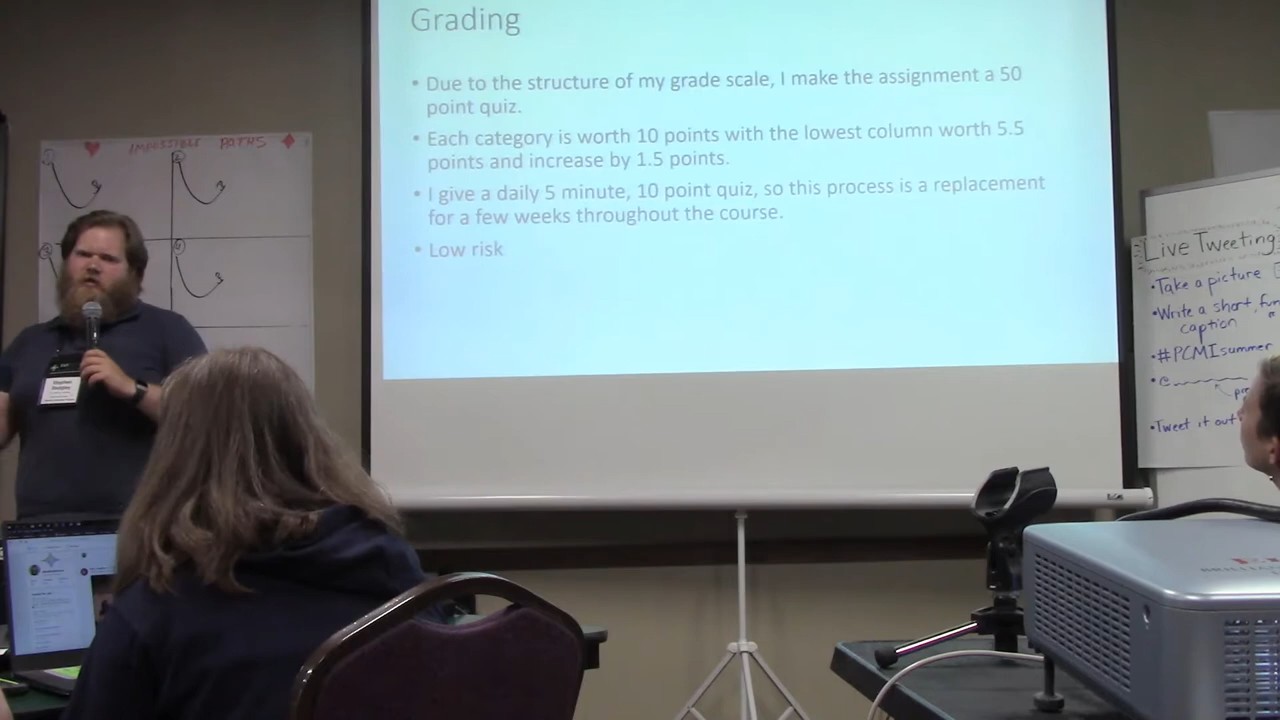 Grading
• Due to the structure of my grade scale, I make the assignment a 50
point quiz.
• Each category is worth 10 points with the lowest column worth 5.5
points and increase by 1.5 points.
• I give a daily 5 minute, 10 point quiz, so this process is a replacement
for a few weeks throughout the course.
• Low risk
IMPOSSIBLE PATHS
Stephen
Live Tweeting
• Take a picture
• Write a short, fun
caption
• #PCMIsummer
• @
• Tweet it out